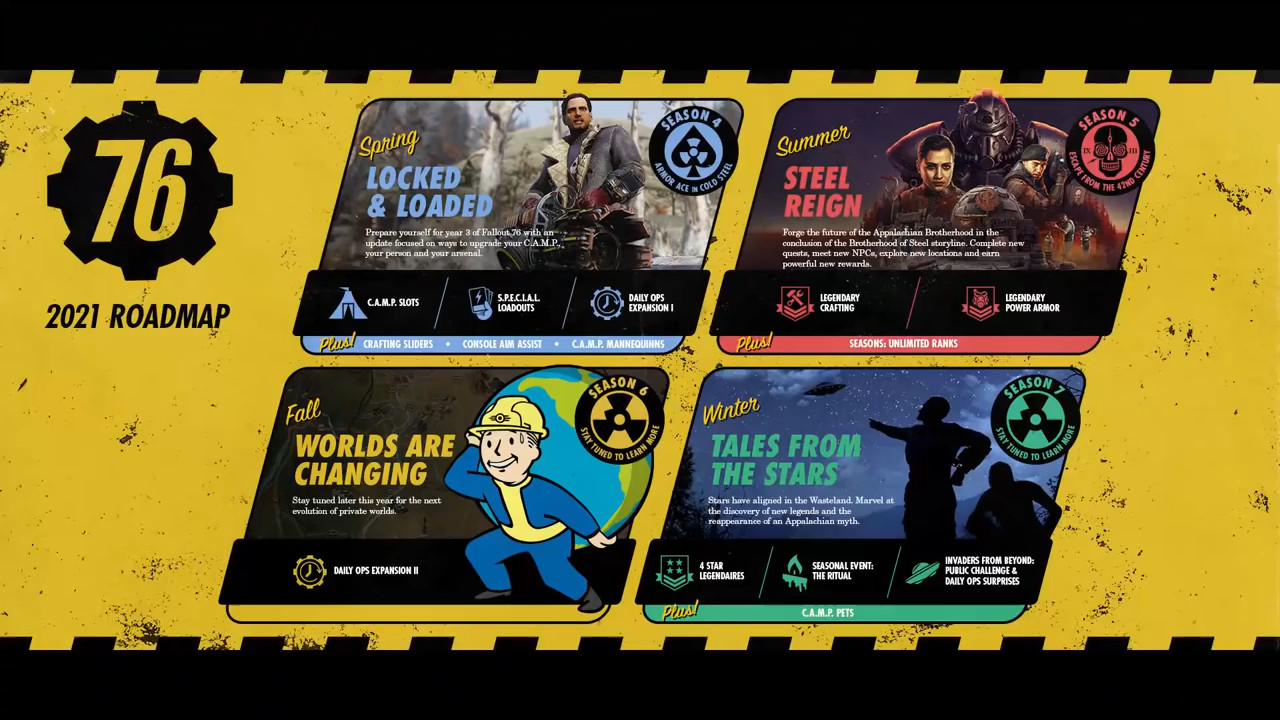 76
2021 ROADMAP
Spring
LOCKED
& LOADED
Prepare yourself for year 3 of Fallout 76 with an
update focused on ways to upgrade your C.A.M.P.,
your person and your arsenal.
SEASON 4
ARMOR ACE IN COLD STEEL
C.A.M.P. SLOTS
S.P.E.C.I.A.L.
LOADOUTS
DAILY OPS
EXPANSION I
Plus! CRAFTING SLIDERS • CONSOLE AIM ASSIST • C.A.M.P. MANNEQUINNS
Summer
STEEL
REIGN
Forge the future of the Appalachian Brotherhood in the
conclusion of the Brotherhood of Steel storyline. Complete new
quests, meet new NPCs, explore new locations and earn
powerful new rewards.
SEASON 5
IX III
ESCAPE FROM THE 42ND CENTURY
LEGENDARY
CRAFTING
LEGENDARY
POWER ARMOR
Plus! SEASONS: UNLIMITED RANKS
Fall
WORLDS ARE
CHANGING
Stay tuned later this year for the next
evolution of private worlds.
SEASON 6
STAY TUNED TO LEARN MORE
DAILY OPS EXPANSION II
Winter
TALES FROM
THE STARS
Stars have aligned in the Wasteland. Marvel at
the discovery of new legends and the
reappearance of an Appalachian myth.
SEASON 7
STAY TUNED TO LEARN MORE
4 STAR
LEGENDAIRES
SEASONAL EVENT:
THE RITUAL
INVADERS FROM BEYOND:
PUBLIC CHALLENGE &
DAILY OPS SURPRISES
Plus! C.A.M.P. PETS